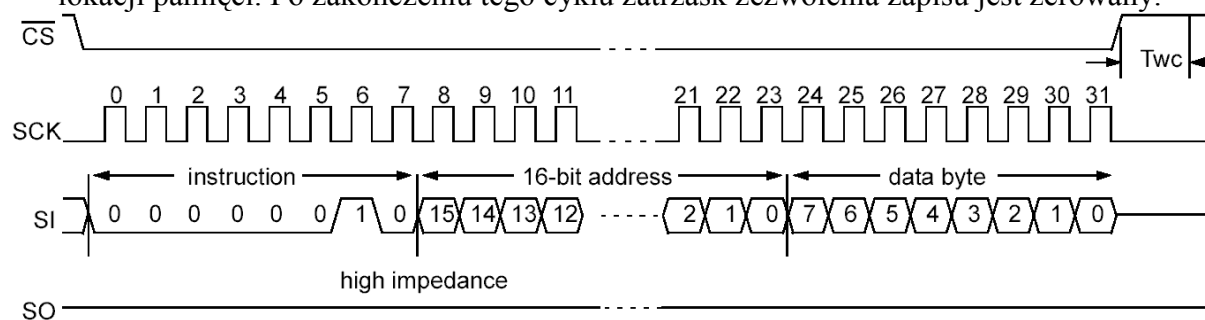 lokacji pamięci. Po zakończeniu tego cyklu zatrzask zezwolenia zapisu jest zerowany.
CS
Twc
0 1 2 3 4 5 6 7 8 9 10 11 21 22 23 24 25 26 27 28 29 30 31
SCK
instruction 16-bit address data byte
SI 0 0 0 0 0 0 1 0 15 14 13 12 2 1 0 7 6 5 4 3 2 1 0
high impedance
SO